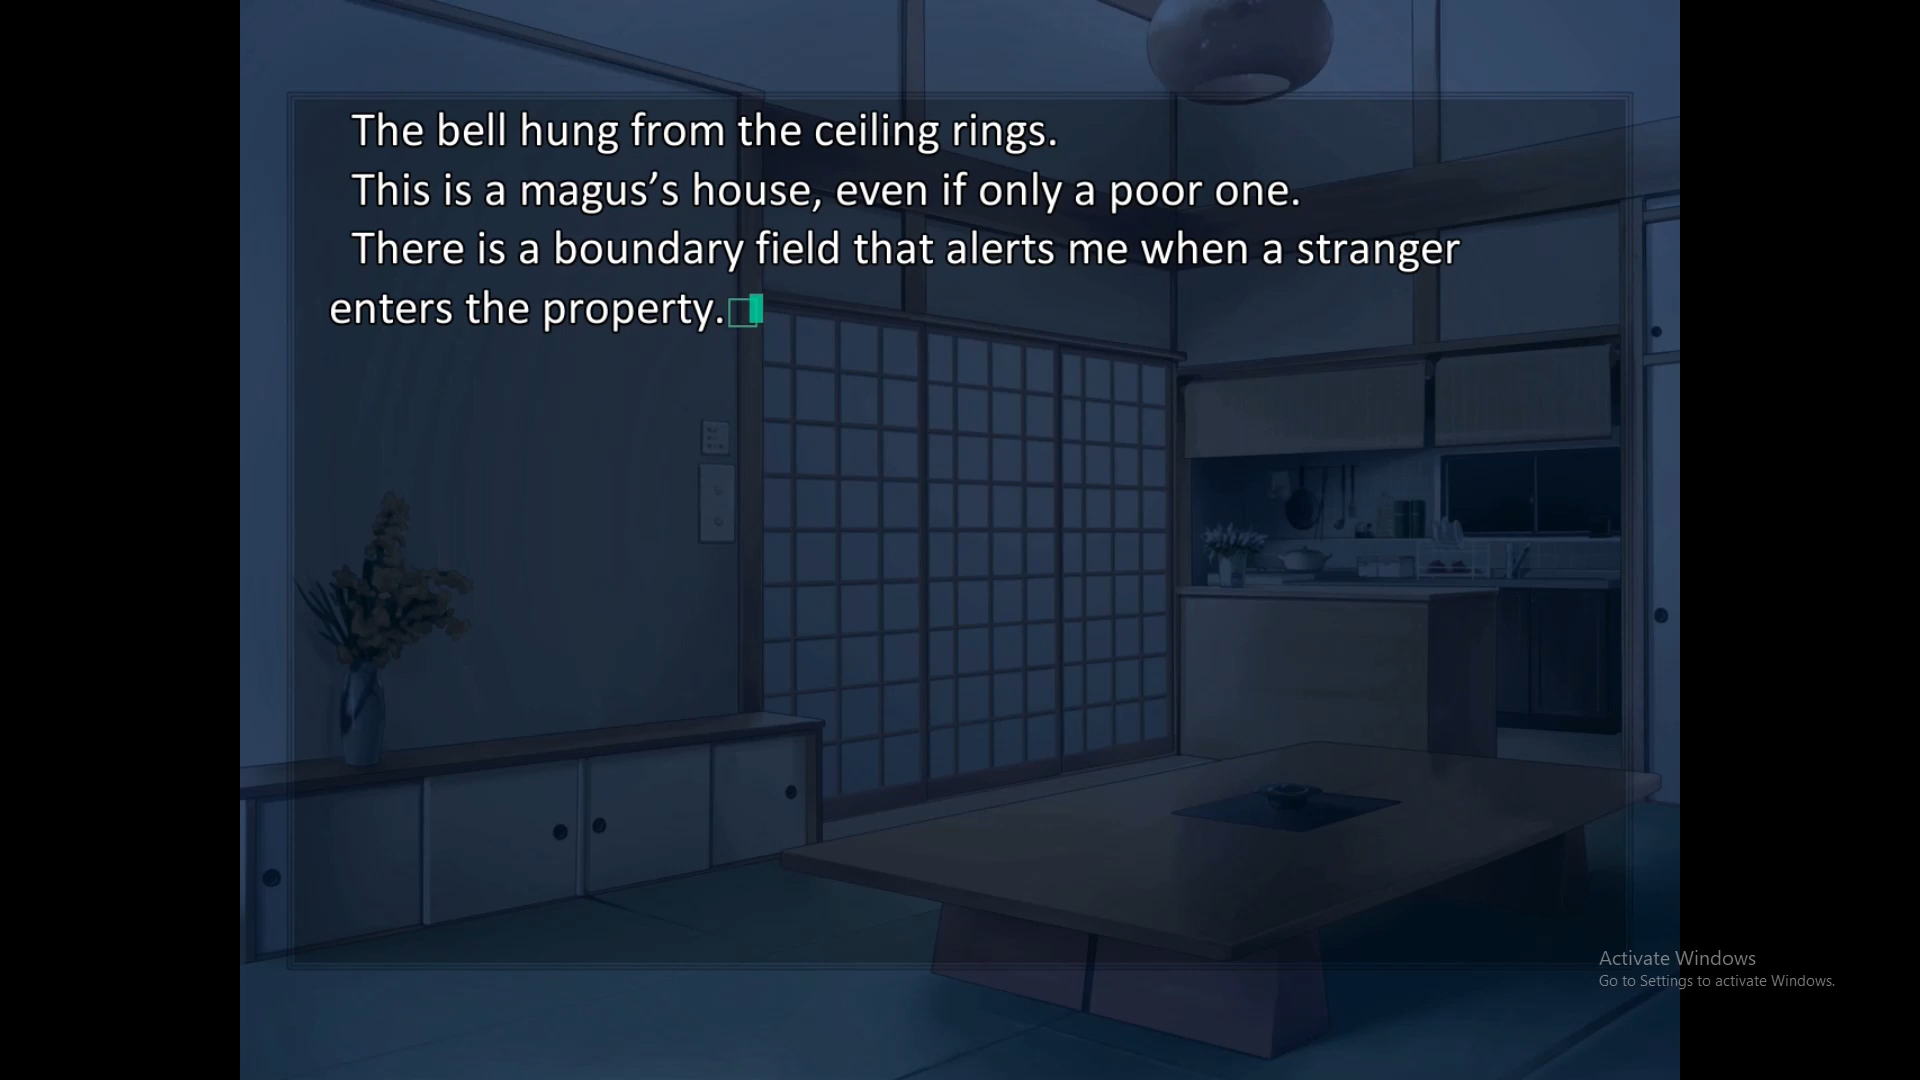 The bell hung from the ceiling rings.
This is a magus’s house, even if only a poor one.
There is a boundary field that alerts me when a stranger
enters the property.
Activate Windows
Go to Settings to activate Windows.